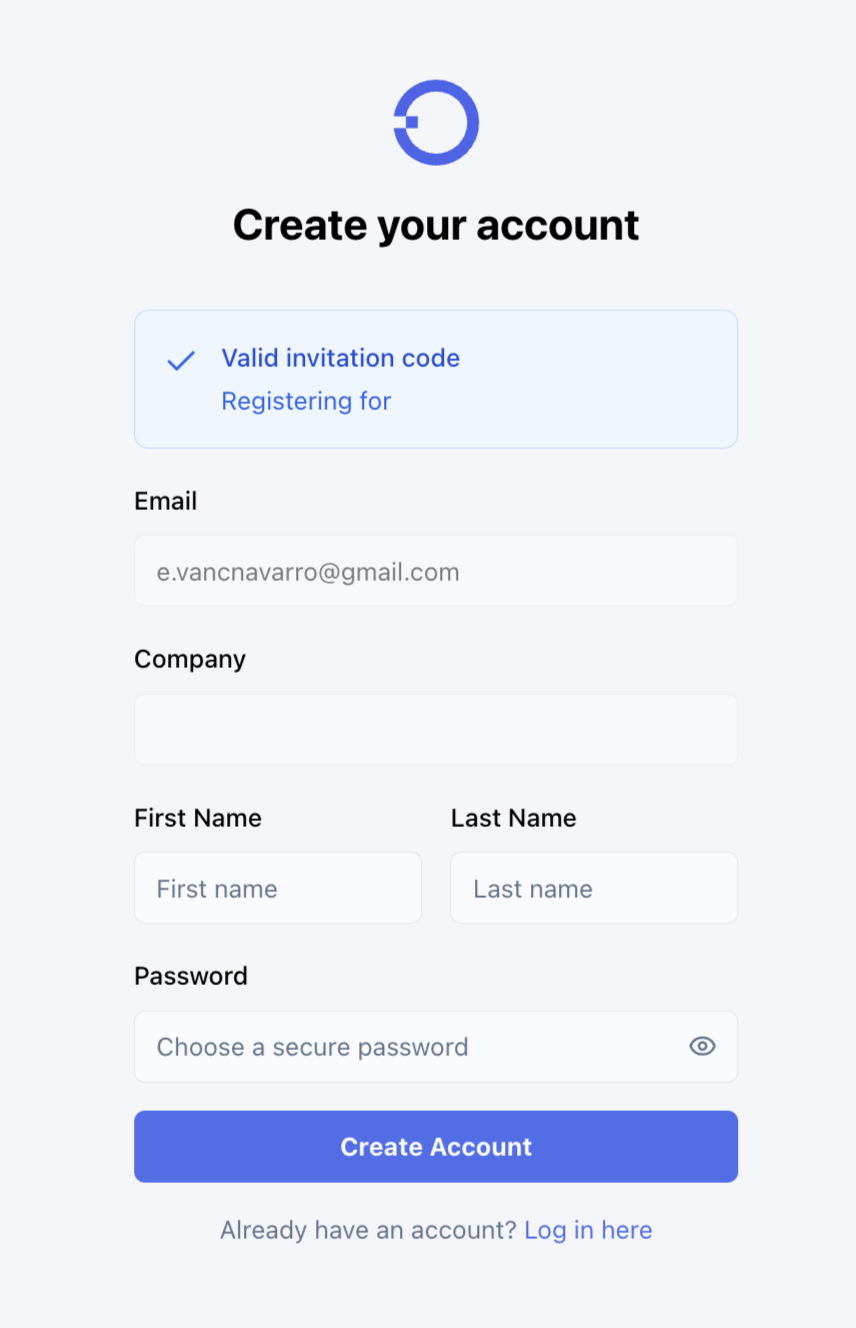 Create your account
Valid invitation code
Registering for
Email
e.vancnavarro@gmail.com
Company
First Name Last Name
First name Last name
Password
Choose a secure password
Create Account
Already have an account? Log in here